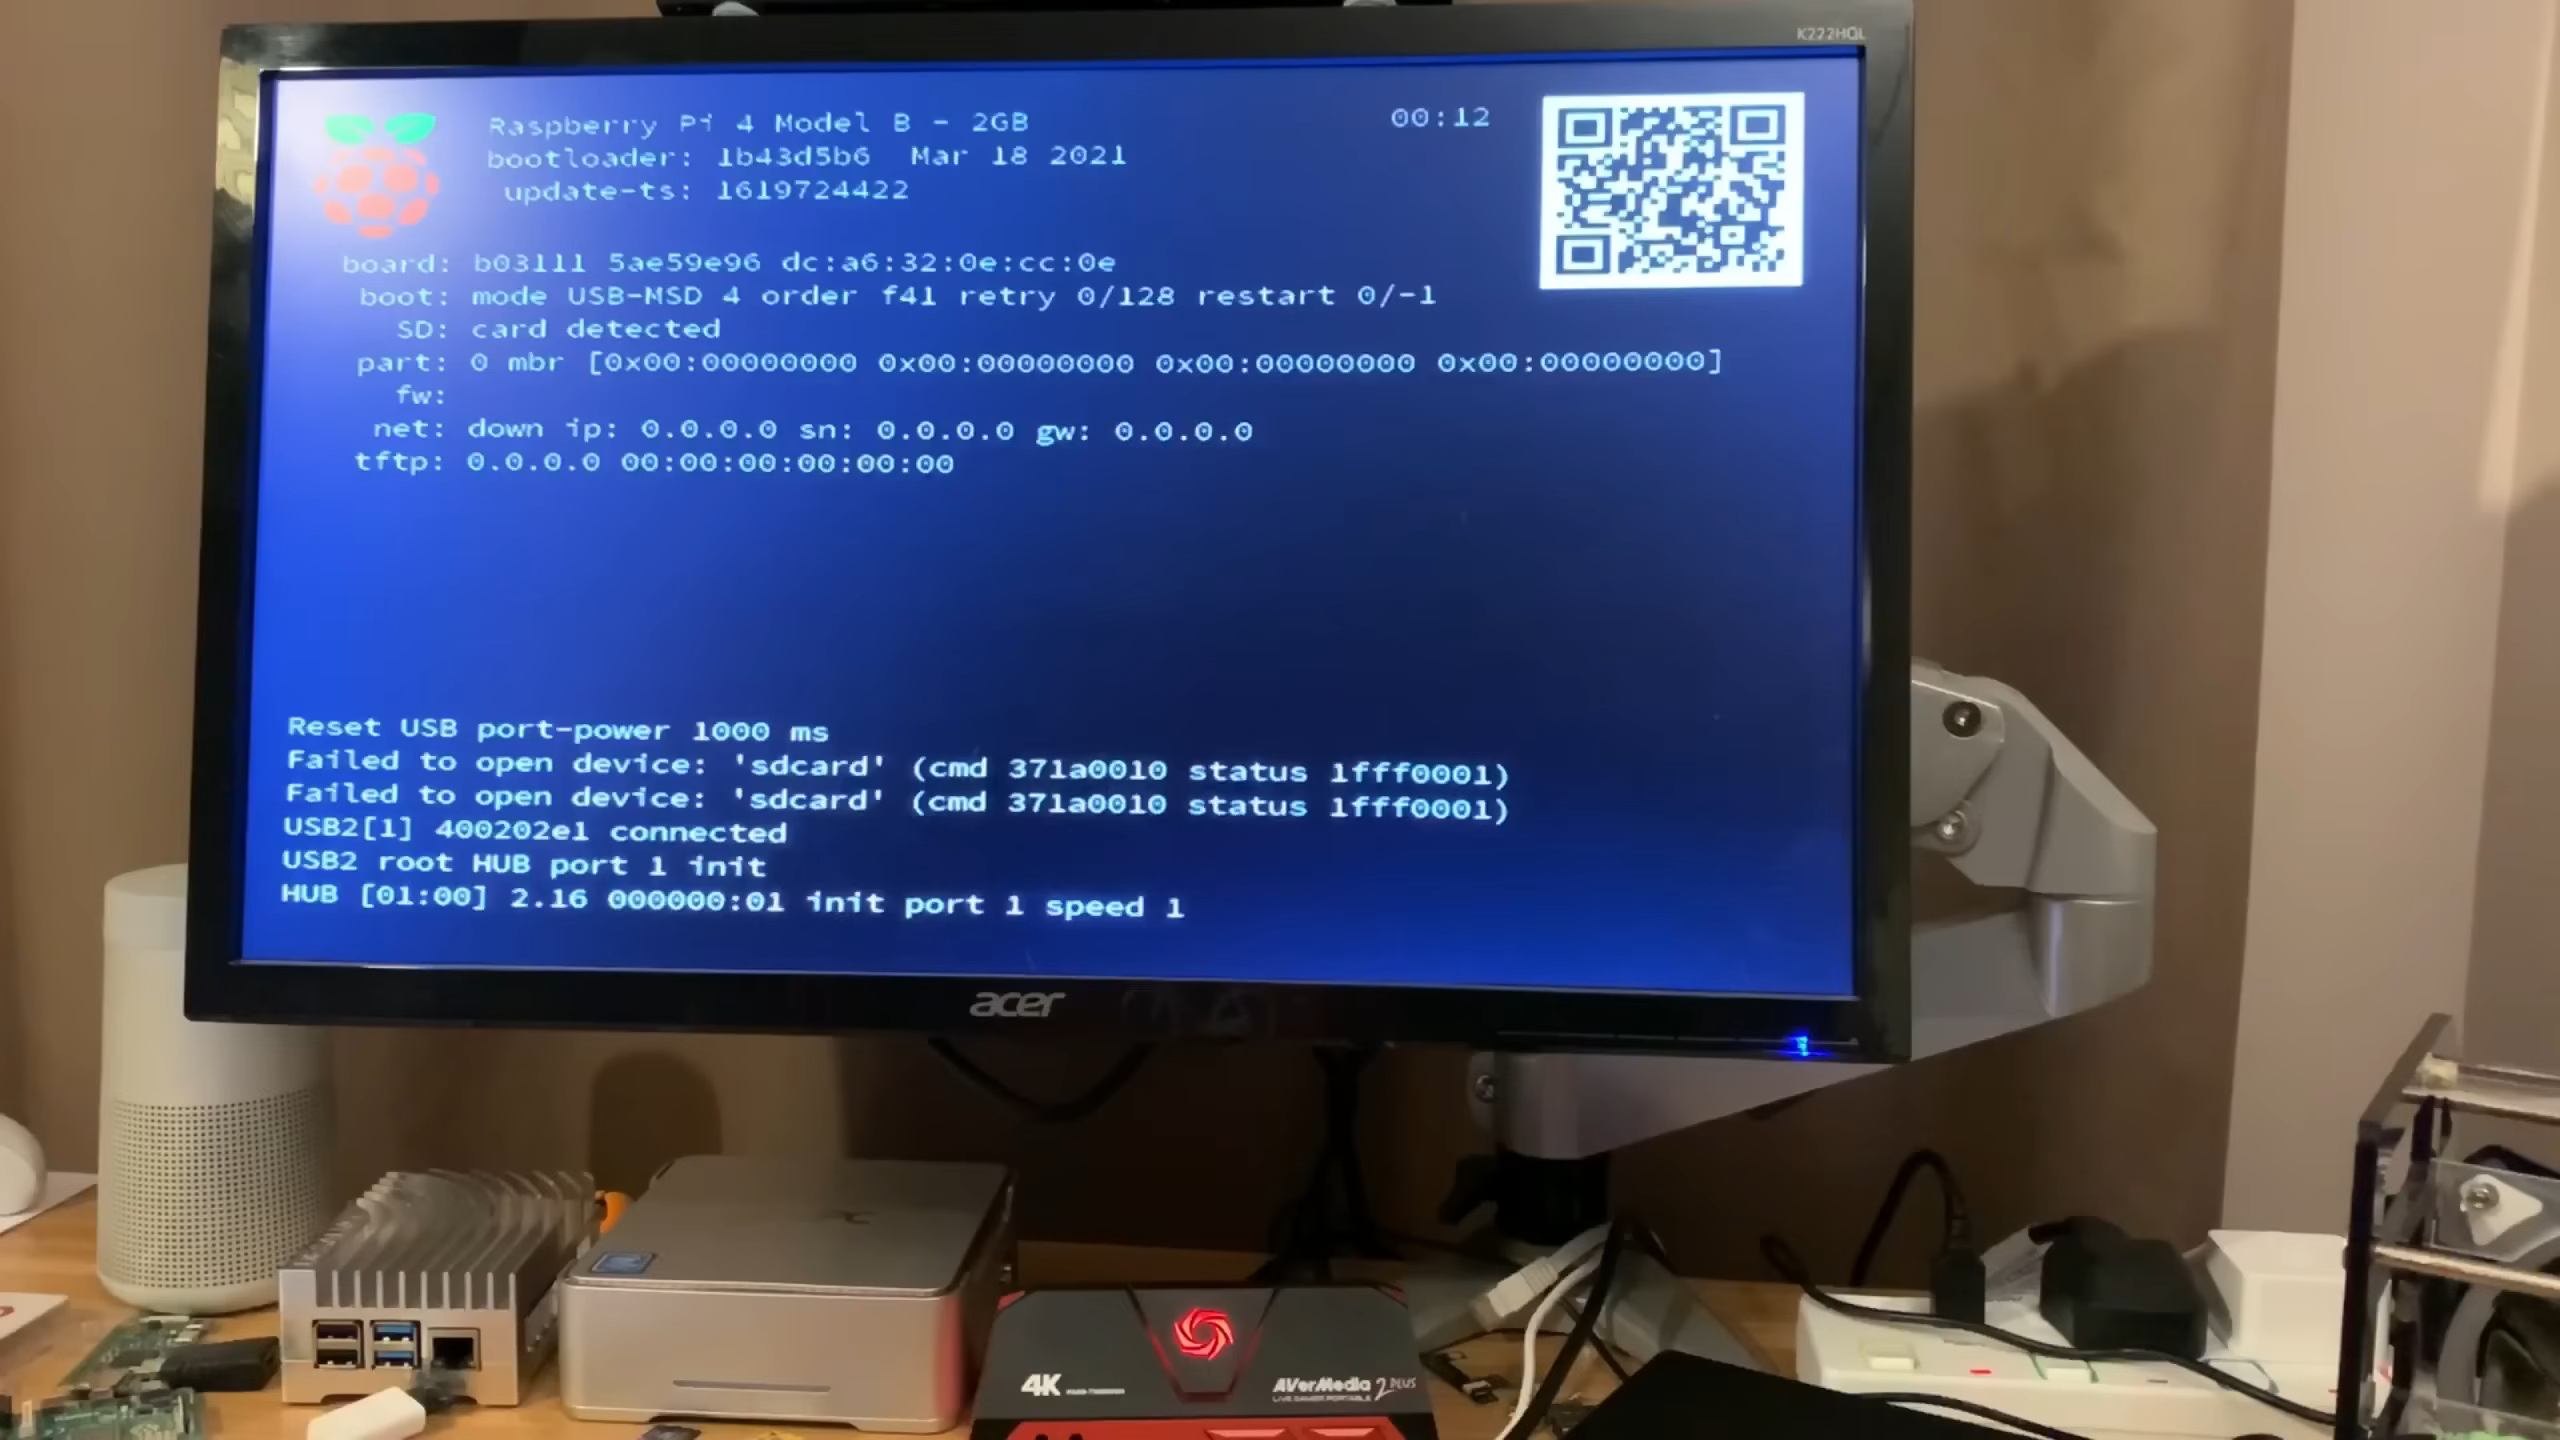 K222HQL
Raspberry Pi 4 Model B - 2GB
00:12
bootloader: 1b43d5b6 Mar 18 2021
update-ts: 1619724422
board: b03111 5ae59e96 dc:a6:32:0e:cc:0e
boot: mode USB-MSD 4 order f41 retry 0/128 restart 0/-1
SD: card detected
part: 0 mbr [0x00:00000000 0x00:00000000 0x00:00000000 0x00:00000000]
fw:
net: down ip: 0.0.0.0 sn: 0.0.0.0 gw: 0.0.0.0
tftp: 0.0.0.0 00:00:00:00:00:00
Reset USB port-power 1000 ms
Failed to open device: 'sdcard' (cmd 371a0010 status 1fff0001)
Failed to open device: 'sdcard' (cmd 371a0010 status 1fff0001)
USB2[1] 400202e1 connected
USB2 root HUB port 1 init
HUB [01:00] 2.16 000000:01 init port 1 speed 1
acer
4K
AVerMedia 2 PLUS
LIVE GAMER PORTABLE